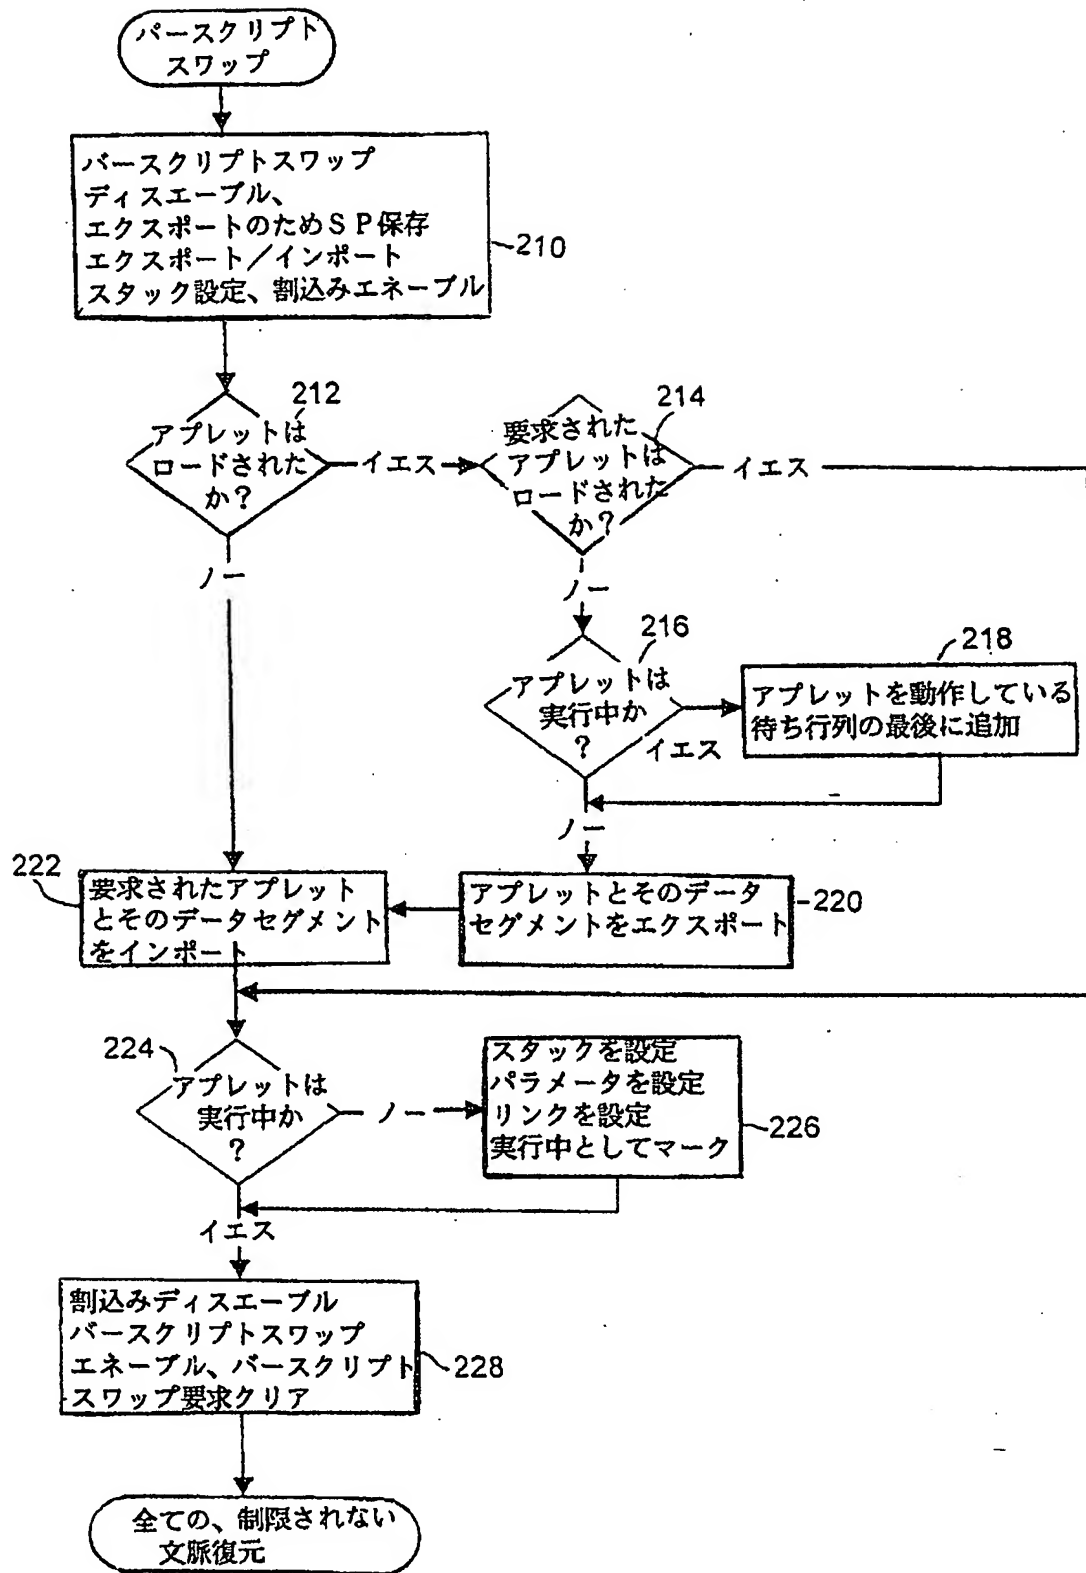 バースクリプト
スワップ
バースクリプトスワップ
ディスエーブル、
エクスポートのためＳＰ保存
エクスポート／インポート
スタック設定、割込みエネーブル
210
212
アプレットは
ロードされた
か？
イエス
ノー
214
要求された
アプレットは
ロードされた
か？
イエス
ノー
216
アプレットは
実行中か
？
イエス
218
アプレットを動作している
待ち行列の最後に追加
ノー
222
要求されたアプレット
とそのデータセグメント
をインポート
アプレットとそのデータ
セグメントをエクスポート
220
224
アプレットは
実行中か
？
ノー
スタックを設定
パラメータを設定
リンクを設定
実行中としてマーク
226
イエス
割込みディスエーブル
バースクリプトスワップ
エネーブル、バースクリプト
スワップ要求クリア
228
全ての、制限されない
文脈復元